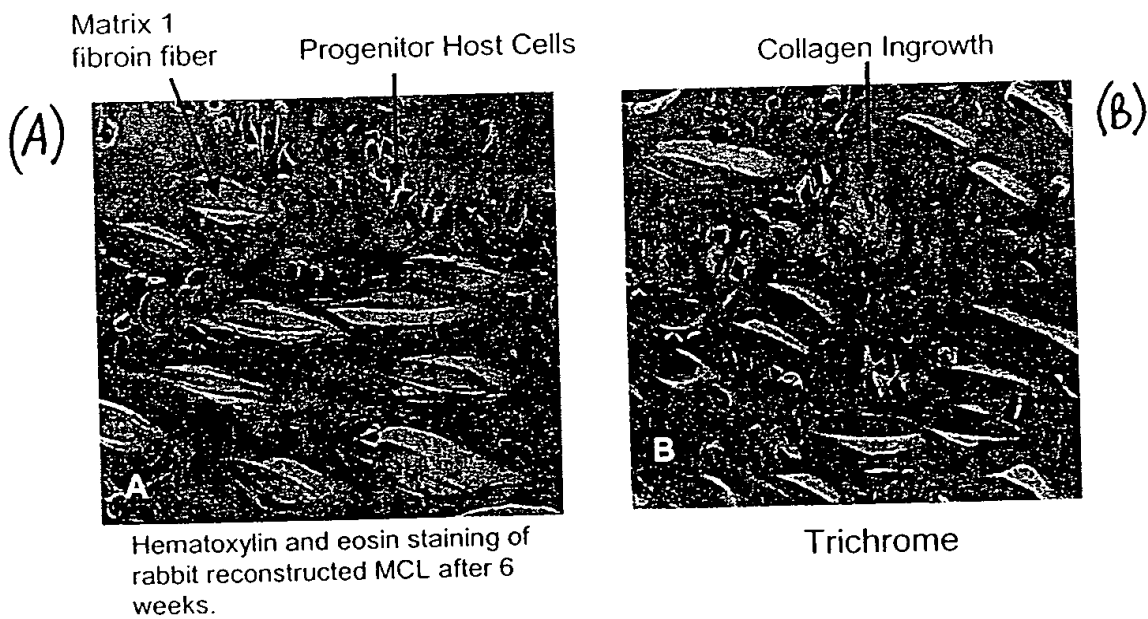 Matrix 1
fibroin fiber
Progenitor Host Cells
Collagen Ingrowth
(A)
(B)
A
B
Hematoxylin and eosin staining of
rabbit reconstructed MCL after 6
weeks.
Trichrome